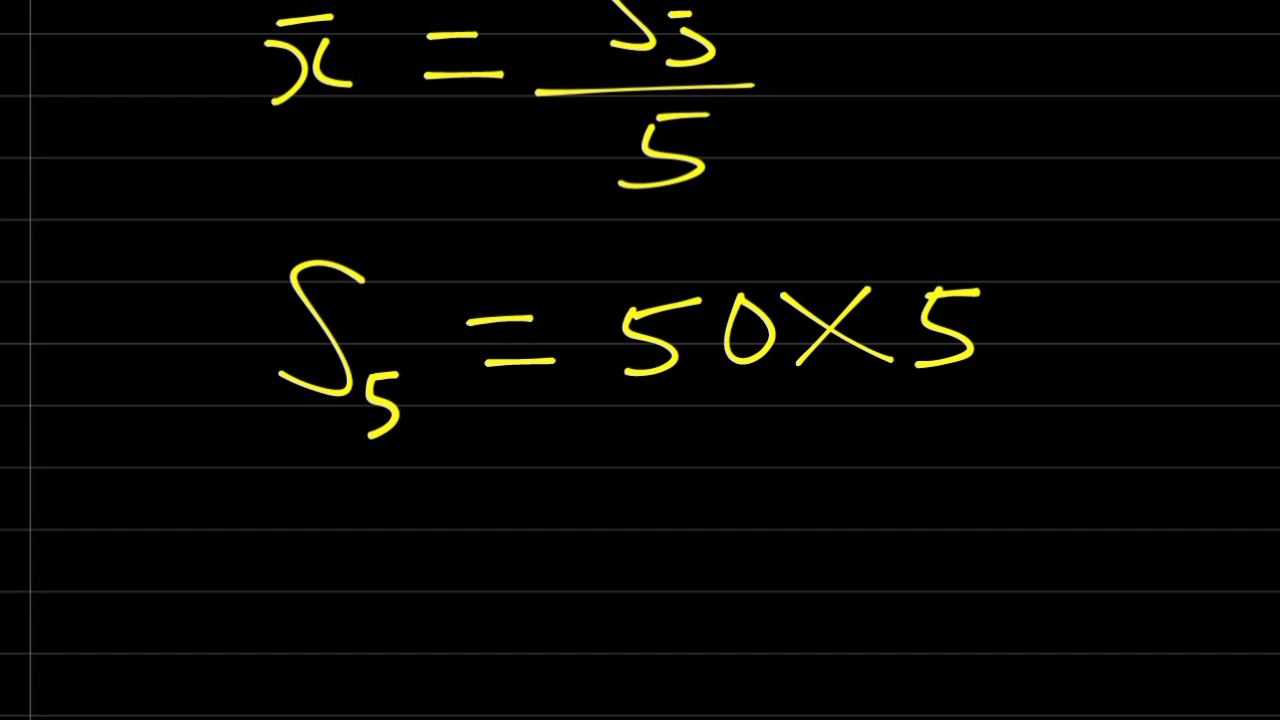 x̄ = S₅/5
S₅ = 50×5